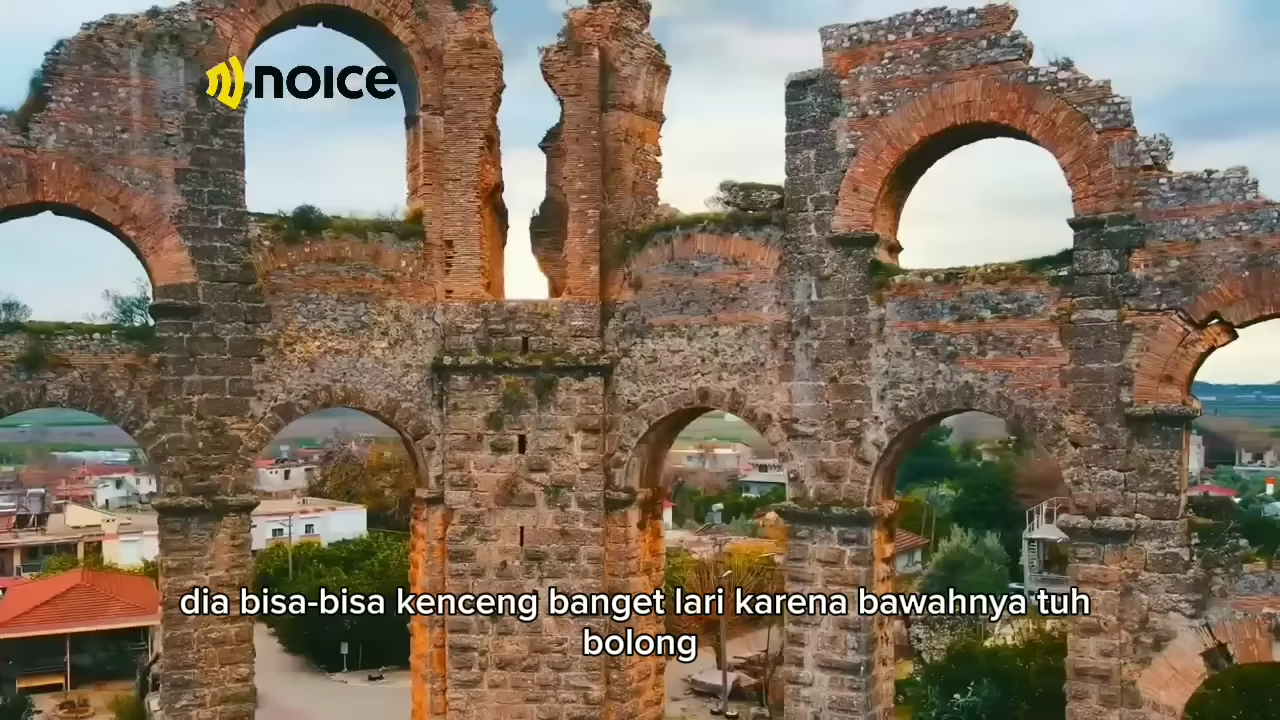 noice
dia bisa-bisa kenceng banget lari karena bawahnya tuh
bolong